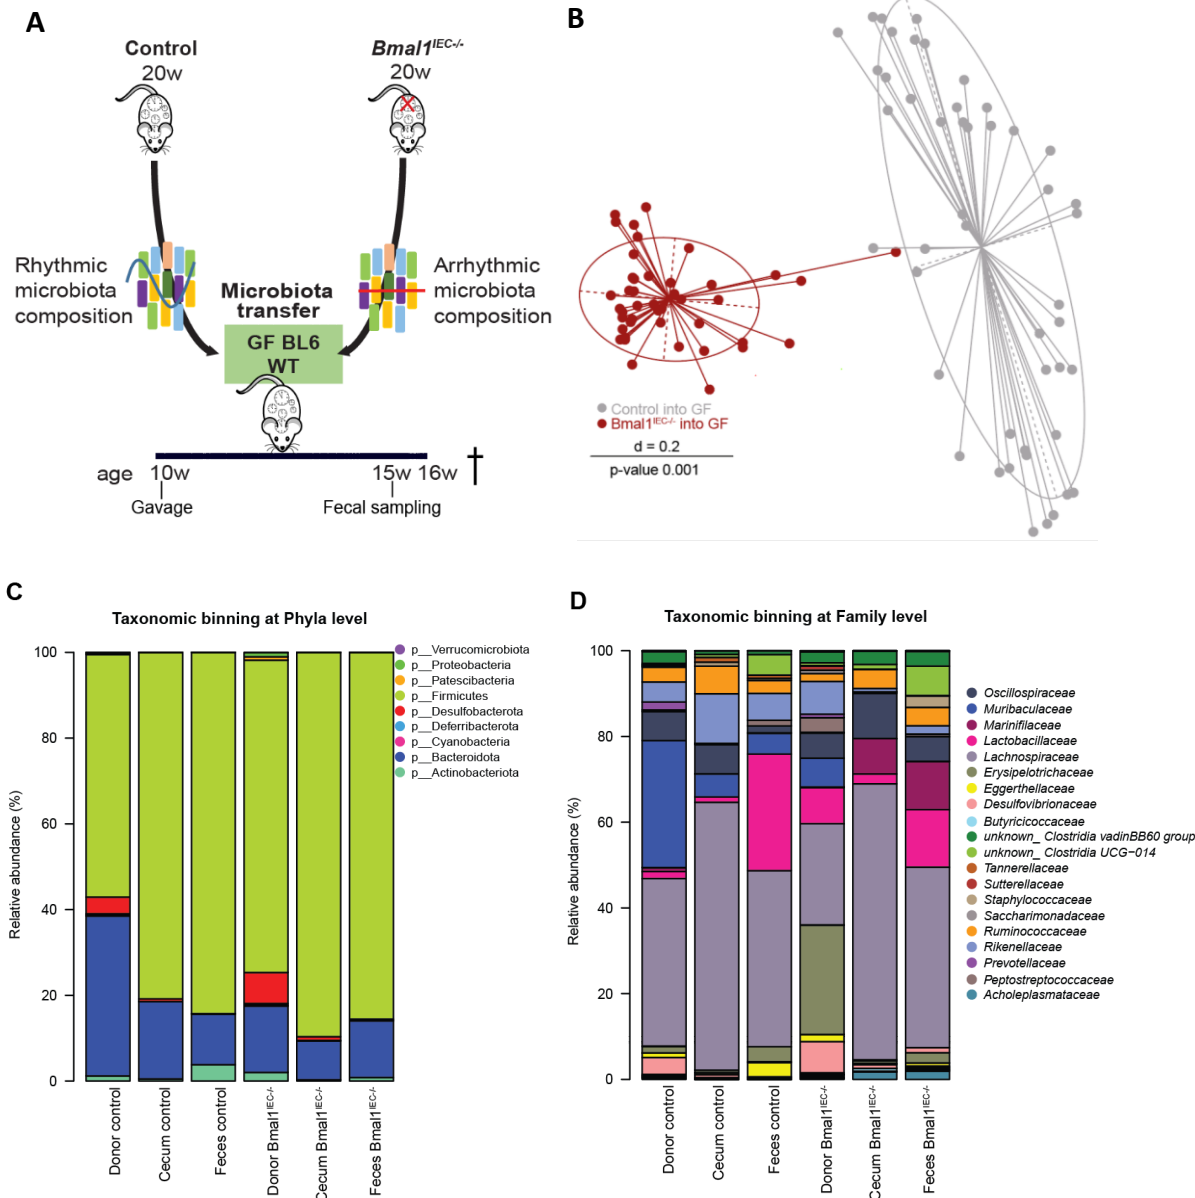 A
Control
20w
Bmal1IEC-/-
20w
Rhythmic
microbiota
composition
Arrhythmic
microbiota
composition
Microbiota
transfer
GF BL6
WT
age
10w
15w
16w
†
Gavage
Fecal sampling
B
Control into GF
Bmal1IEC-/- into GF
d = 0.2
p-value 0.001
C
Taxonomic binning at Phyla level
Relative abundance (%)
100
80
60
40
20
0
Donor control
Cecum control
Feces control
Donor Bmal1IEC-/-
Cecum Bmal1IEC-/-
Feces Bmal1IEC-/-
p__Verrucomicrobiota
p__Proteobacteria
p__Patescibacteria
p__Firmicutes
p__Desulfobacterota
p__Deferribacterota
p__Cyanobacteria
p__Bacteroidota
p__Actinobacteriota
D
Taxonomic binning at Family level
Relative abundance (%)
100
80
60
40
20
0
Donor control
Cecum control
Feces control
Donor Bmal1IEC-/-
Cecum Bmal1IEC-/-
Feces Bmal1IEC-/-
Oscillospiraceae
Muribaculaceae
Marinifilaceae
Lactobacillaceae
Lachnospiraceae
Erysipelotrichaceae
Eggerthellaceae
Desulfovibrionaceae
Butyricicoccaceae
unknown_ Clostridia vadinBB60 group
unknown_ Clostridia UCG−014
Tannerellaceae
Sutterellaceae
Staphylococcaceae
Saccharimonadaceae
Ruminococcaceae
Rikenellaceae
Prevotellaceae
Peptostreptococcaceae
Acholeplasmataceae